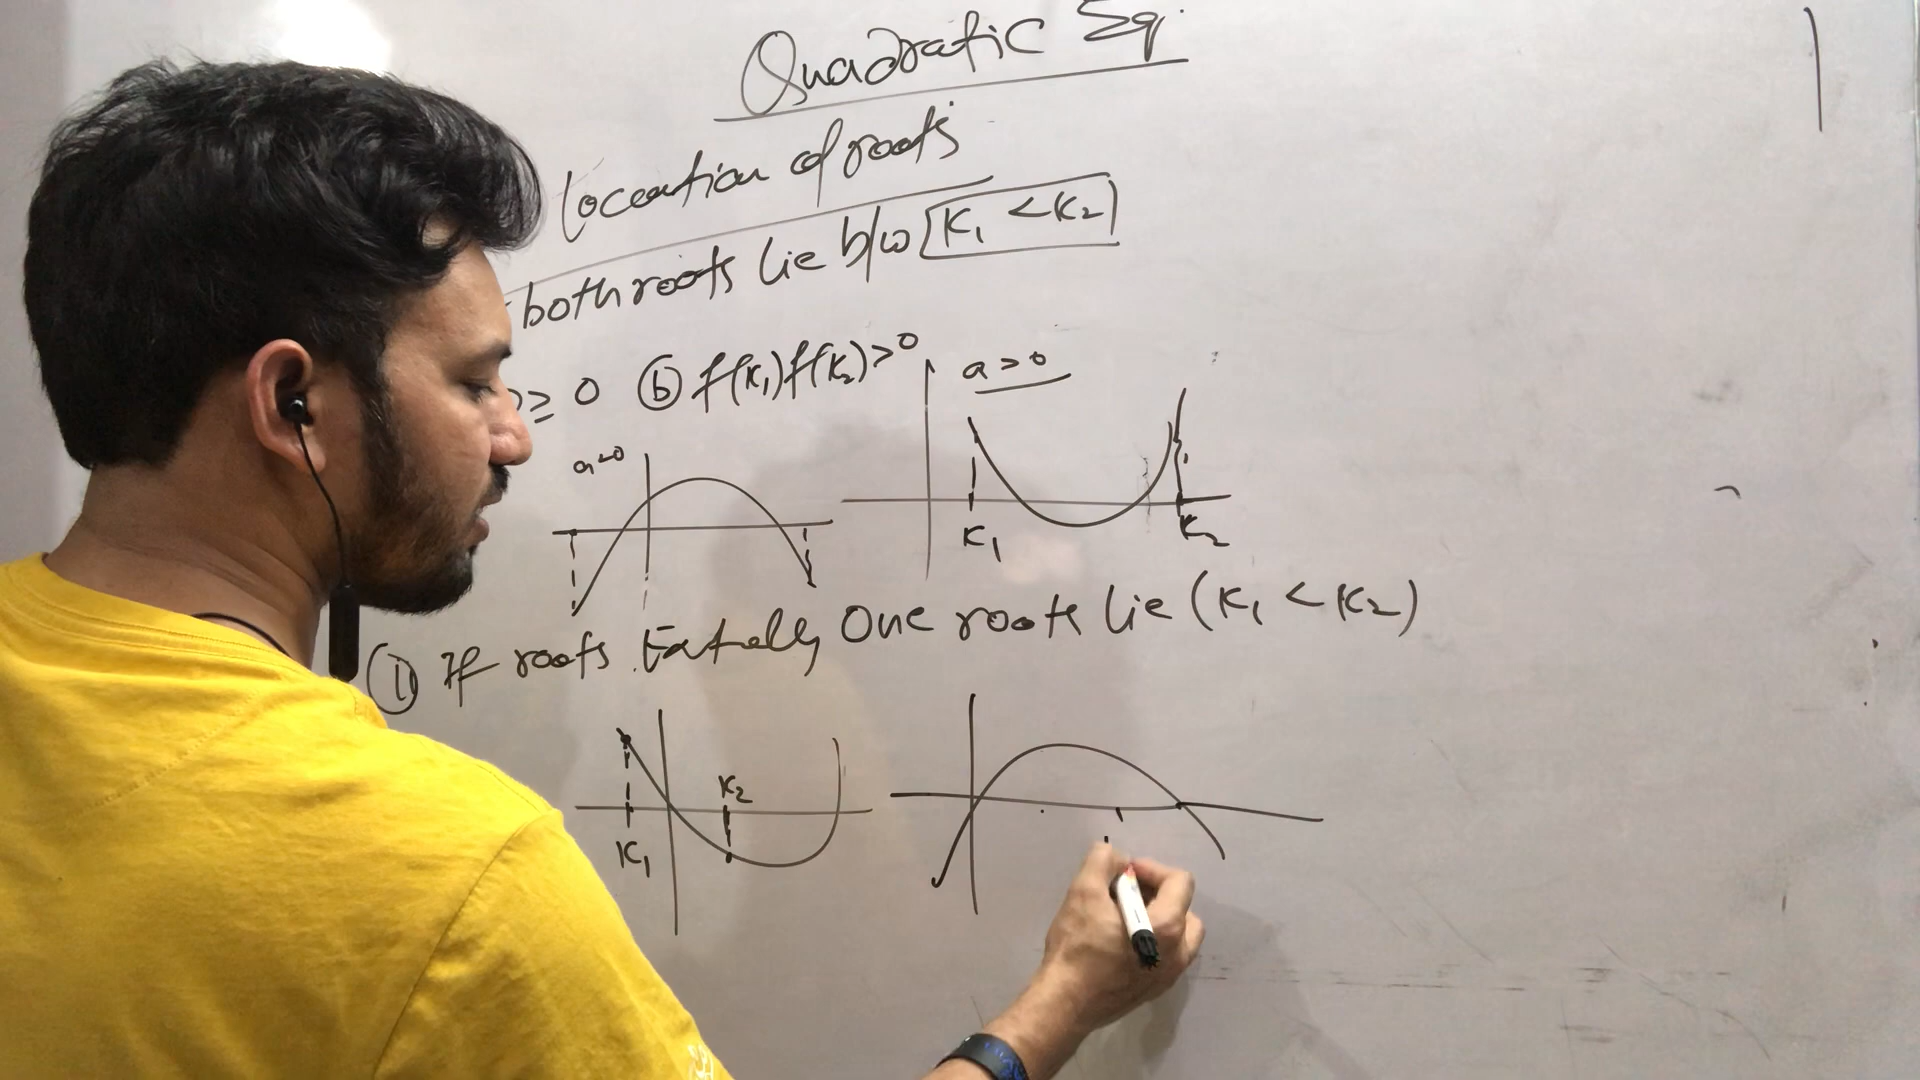 Quadratic Eq.
location of roots
both roots lie b/w K₁ < K₂
≥ 0 (b) f(K₁) f(K₂) > 0
a > 0
a < 0
K₁ K₂
(1) If roots Exactly One roots lie (K₁ < K₂)
K₂
K₁